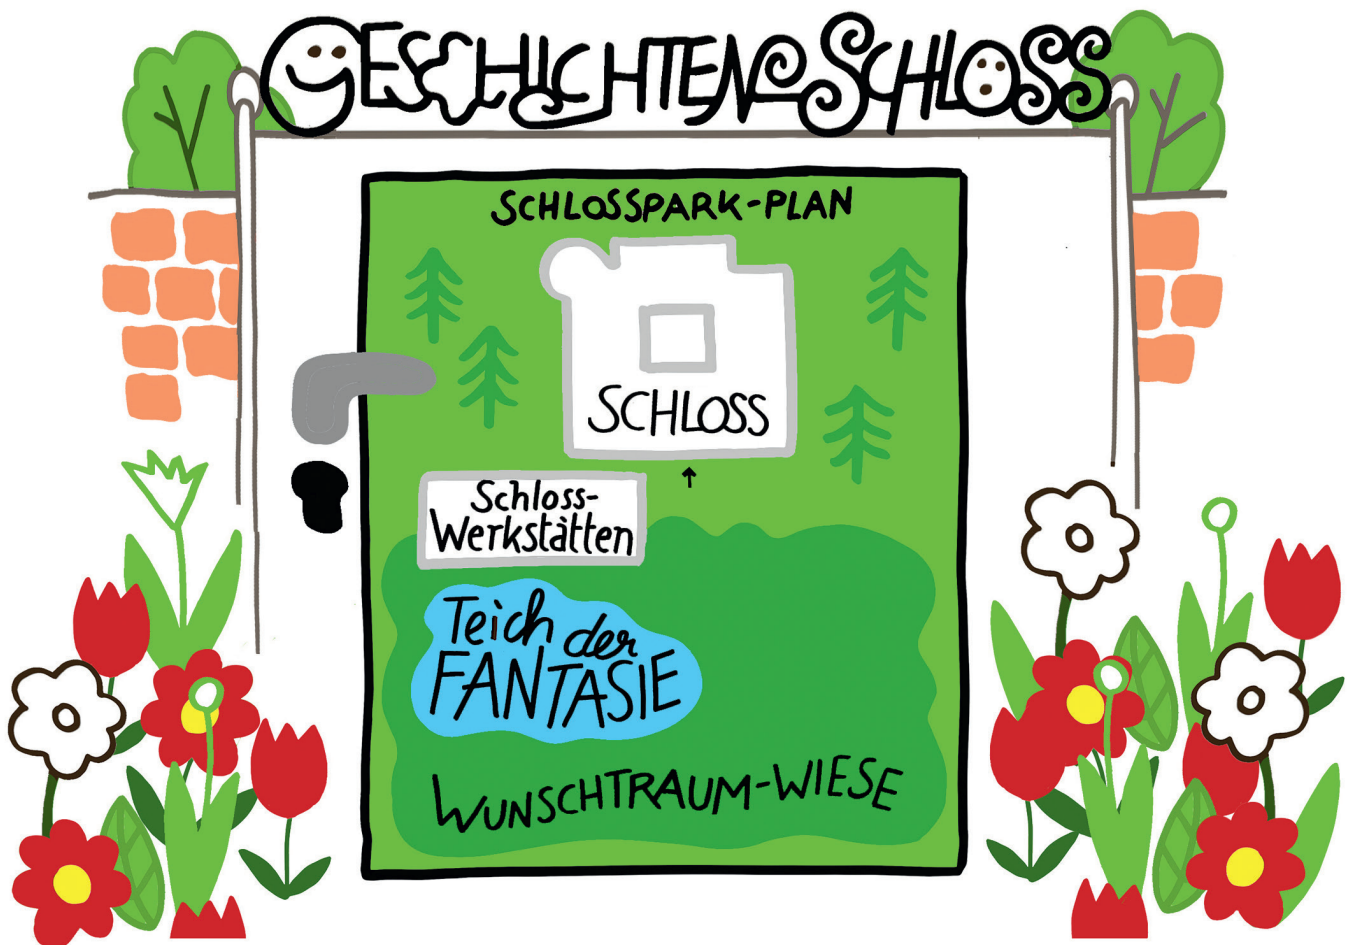 GESCHICHTENSCHLOSS
SCHLOSSPARK-PLAN
SCHLOSS
Schloss-
Werkstätten
Teich der
FANTASIE
WUNSCHTRAUM-WIESE